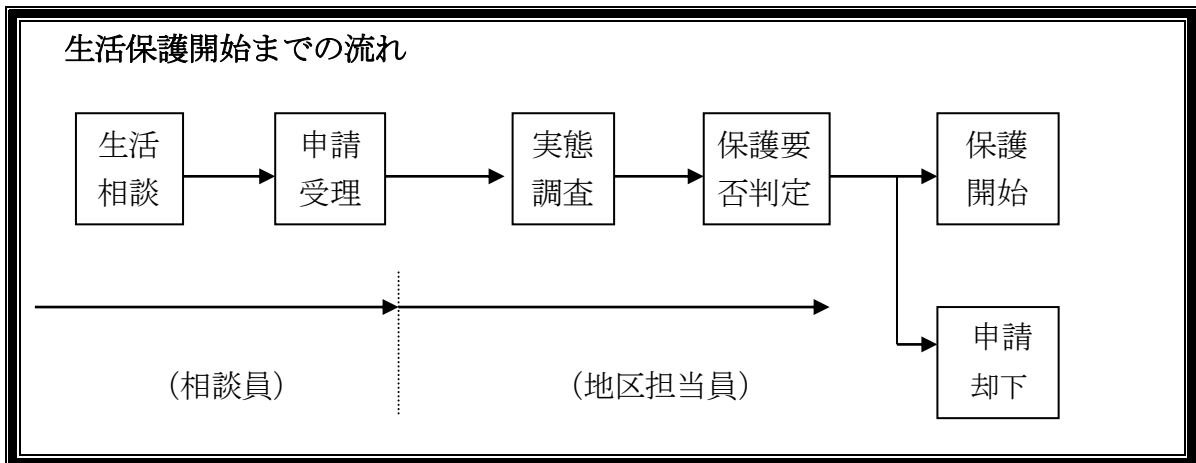 生活保護開始までの流れ
生活
相談
申請
受理
実態
調査
保護要
否判定
保護
開始
申請
却下
（相談員）
（地区担当員）